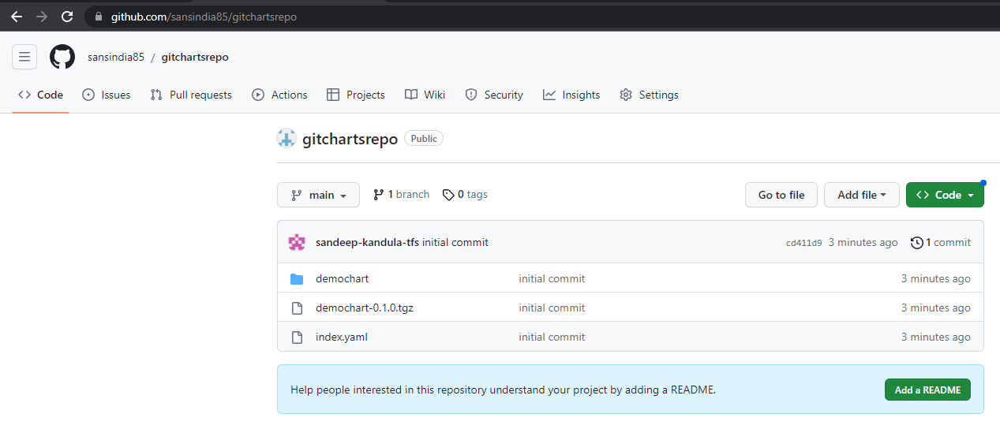 github.com/sansindia85/gitchartsrepo
sansindia85 / gitchartsrepo
Code Issues Pull requests Actions Projects Wiki Security Insights Settings
gitchartsrepo Public
main 1 branch 0 tags Go to file Add file Code
sandeep-kandula-tfs initial commit cd411d9 3 minutes ago 1 commit
demochart initial commit 3 minutes ago
demochart-0.1.0.tgz initial commit 3 minutes ago
index.yaml initial commit 3 minutes ago
Help people interested in this repository understand your project by adding a README. Add a README